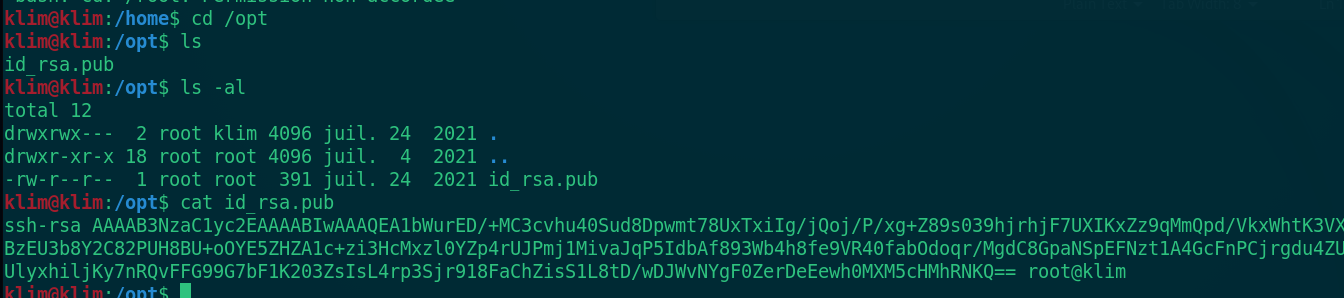 klim@klim:/home$ cd /opt
klim@klim:/opt$ ls
id_rsa.pub
klim@klim:/opt$ ls -al
total 12
drwxrwx---  2 root klim 4096 juil. 24  2021 .
drwxr-xr-x 18 root root 4096 juil.  4  2021 ..
-rw-r--r--  1 root root  391 juil. 24  2021 id_rsa.pub
klim@klim:/opt$ cat id_rsa.pub
ssh-rsa AAAAB3NzaC1yc2EAAAABIwAAAQEA1bWurED/+MC3cvhu40Sud8Dpwmt78UxTxiIg/jQoj/P/xg+Z89s039hjrhjF7UXIKxZz9qMmQpd/VkxWhtK3VX
BzEU3b8Y2C82PUH8BU+oOYE5ZHZA1c+zi3HcMxzl0YZp4rUJPmj1MivaJqP5IdbAf893Wb4h8fe9VR40fabOdoqr/MgdC8GpaNSpEFNzt1A4GcFnPCjrgdu4ZU
UlyxhiljKy7nRQvFFG99G7bF1K203ZsIsL4rp3Sjr918FaChZisS1L8tD/wDJWvNYgF0ZerDeEewh0MXM5cHMhRNKQ== root@klim
klim@klim:/opt$